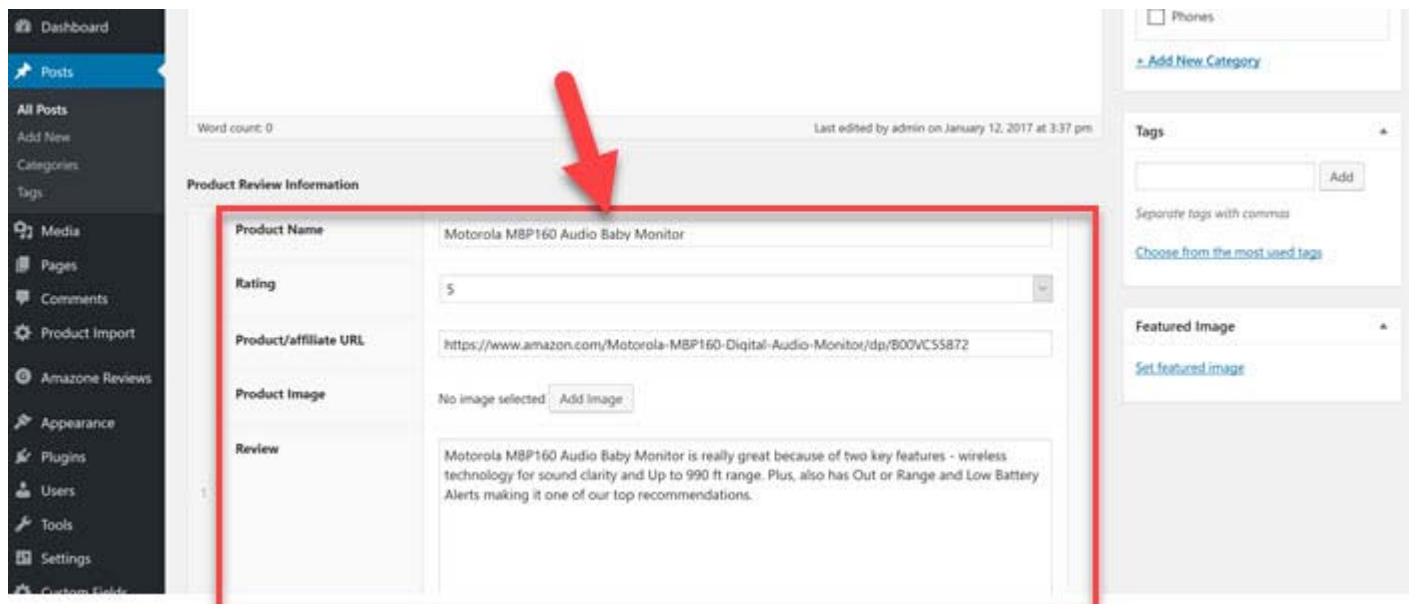 Dashboard
Posts
All Posts
Add New
Categories
Tags
Media
Pages
Comments
Product Import
Amazone Reviews
Appearance
Plugins
Users
Tools
Settings
Custom Fields
Word count: 0
Last edited by admin on January 12, 2017 at 3:37 pm
Product Review Information
1
Product Name
Motorola MBP160 Audio Baby Monitor
Rating
5
Product/affiliate URL
https://www.amazon.com/Motorola-MBP160-Digital-Audio-Monitor/dp/B00VC55872
Product Image
No image selected Add Image
Review
Motorola MBP160 Audio Baby Monitor is really great because of two key features - wireless
technology for sound clarity and Up to 990 ft range. Plus, also has Out or Range and Low Battery
Alerts making it one of our top recommendations.
Phones
+ Add New Category
Tags
Add
Separate tags with commas
Choose from the most used tags
Featured Image
Set featured image